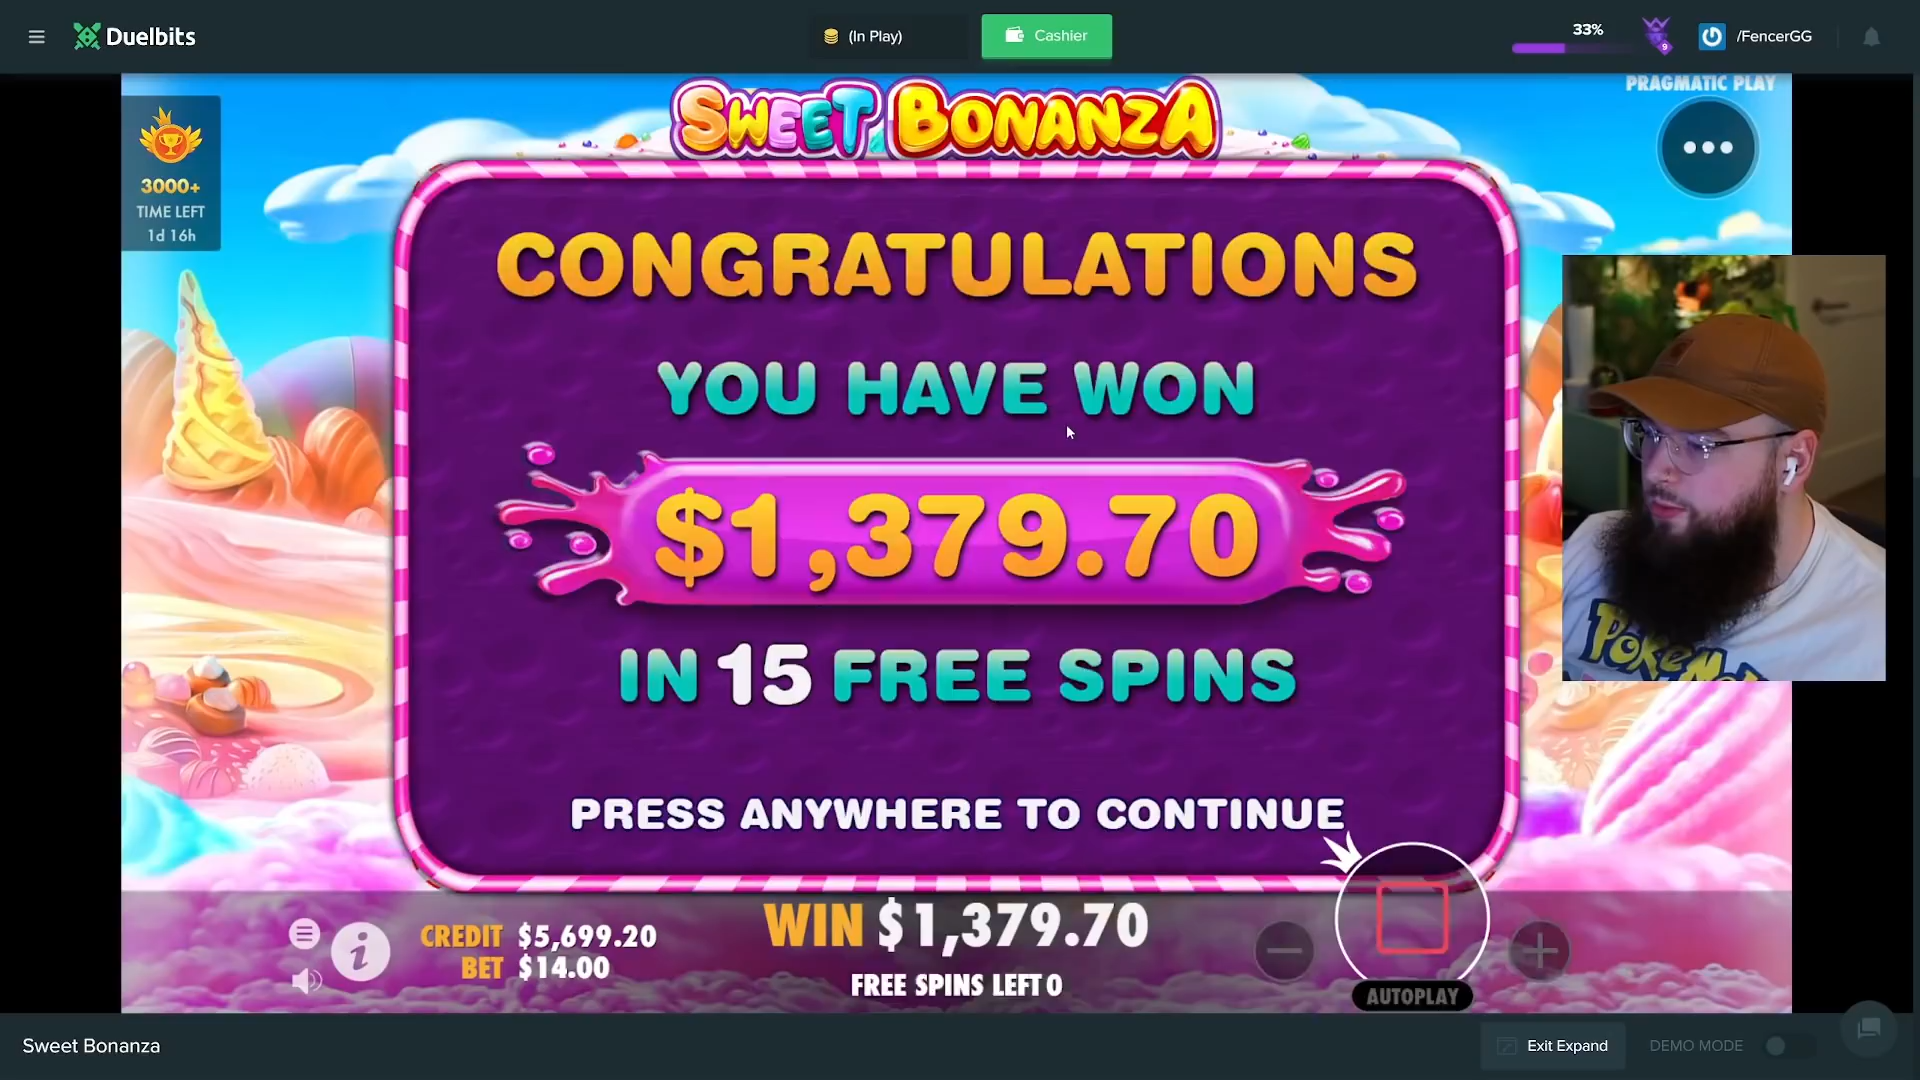 Duelbits
(In Play)
Cashier
33%
9
/FencerGG
SWEET BONANZA
PRAGMATIC PLAY
3000+
TIME LEFT
1d 16h
CONGRATULATIONS
YOU HAVE WON
$1,379.70
IN 15 FREE SPINS
PRESS ANYWHERE TO CONTINUE
POKéMO
CREDIT $5,699.20
BET $14.00
WIN $1,379.70
FREE SPINS LEFT 0
AUTOPLAY
Sweet Bonanza
Exit Expand
DEMO MODE